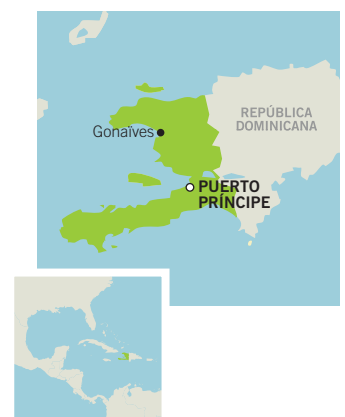 REPÚBLICA
DOMINICANA
Gonaïves
PUERTO
PRÍNCIPE